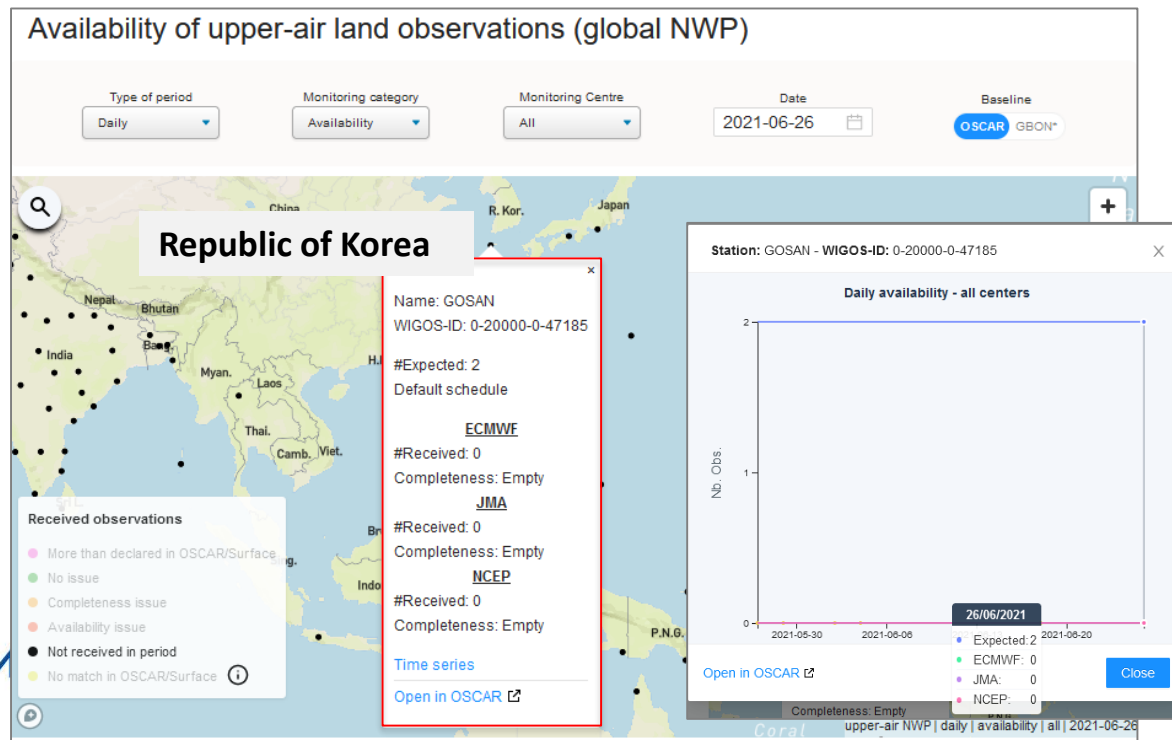 Availability of upper-air land observations (global NWP)
Type of period
Monitoring category
Monitoring Centre
Date
Baseline
Daily
Availability
All
2021-06-26
OSCAR GBON*
China
R. Kor.
Japan
+
Republic of Korea
Nepal
Bhutan
India
Bang.
Myan.
Laos
Thai.
Camb.
Viet.
Indo
P.N.G.
Coral
×
Name: GOSAN
WIGOS-ID: 0-20000-0-47185
#Expected: 2
Default schedule
ECMWF
#Received: 0
Completeness: Empty
JMA
#Received: 0
Completeness: Empty
NCEP
#Received: 0
Completeness: Empty
Time series
Open in OSCAR
Received observations
More than declared in OSCAR/Surface
No issue
Completeness issue
Availability issue
Not received in period
No match in OSCAR/Surface
Station: GOSAN - WIGOS-ID: 0-20000-0-47185
X
Daily availability - all centers
Nb. Obs.
2
1
0
2021-05-30
2021-06-06
2021-06-20
26/06/2021
Expected: 2
ECMWF: 0
JMA: 0
NCEP: 0
Open in OSCAR
Close
Completeness: Empty
upper-air NWP | daily | availability | all | 2021-06-26